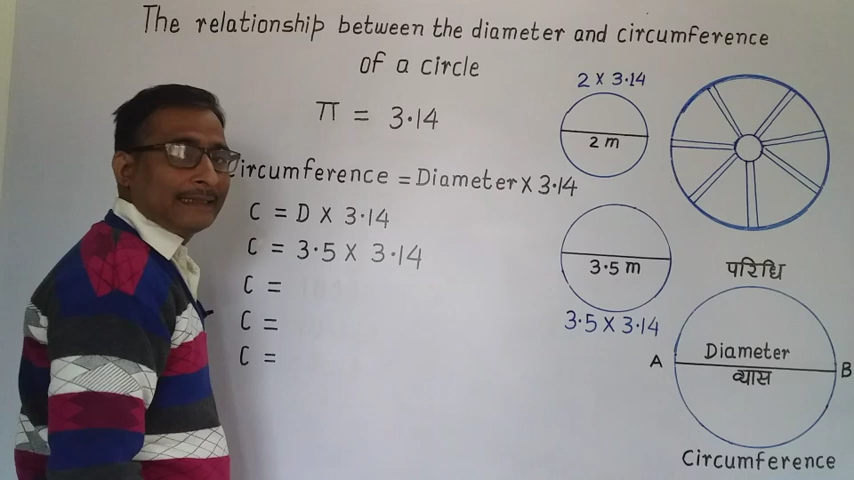 The relationship between the diameter and circumference
of a circle
π = 3.14
Circumference = Diameter X 3.14
C = D X 3.14
C = 3.5 X 3.14
C =
C =
C =
2 X 3.14
2 m
3.5 m
3.5 X 3.14
परिधि
Diameter
A B
व्यास
Circumference